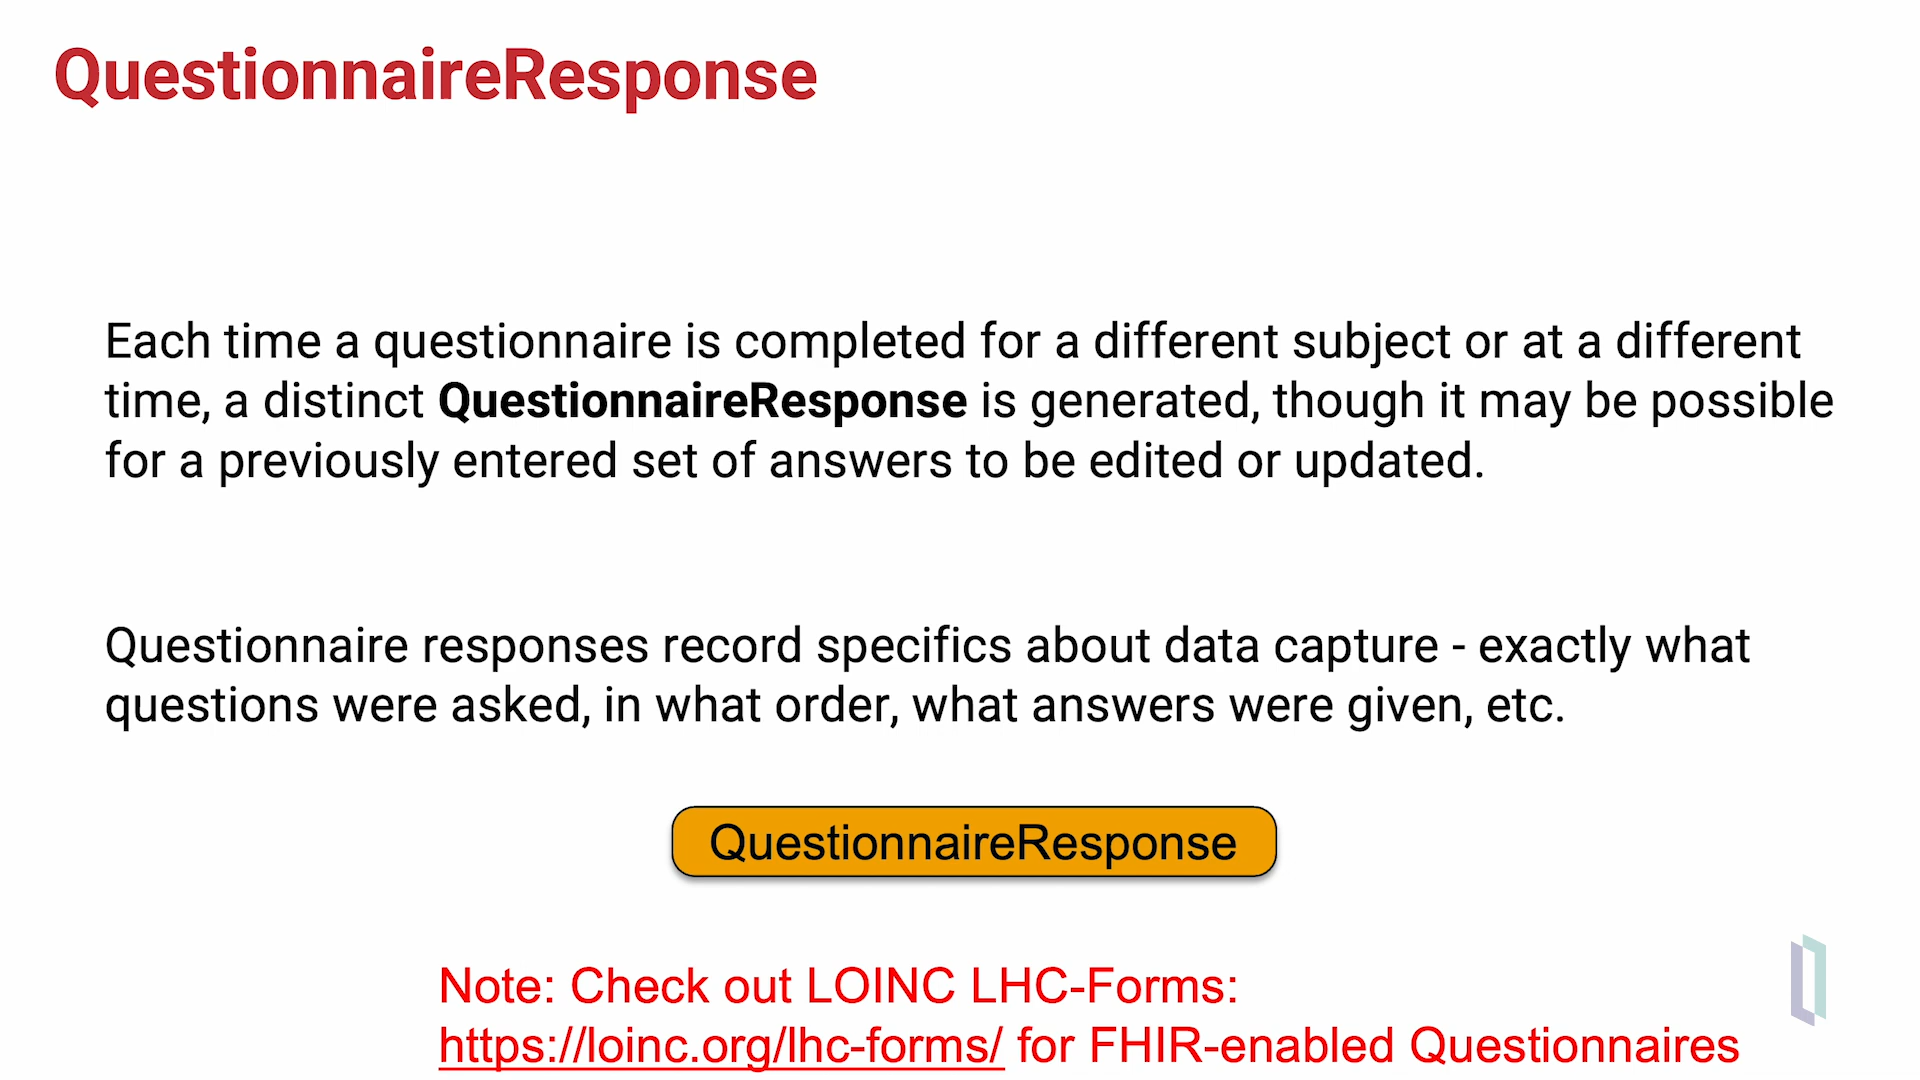 QuestionnaireResponse
Each time a questionnaire is completed for a different subject or at a different
time, a distinct QuestionnaireResponse is generated, though it may be possible
for a previously entered set of answers to be edited or updated.
Questionnaire responses record specifics about data capture - exactly what
questions were asked, in what order, what answers were given, etc.
QuestionnaireResponse
Note: Check out LOINC LHC-Forms:
https://loinc.org/lhc-forms/ for FHIR-enabled Questionnaires